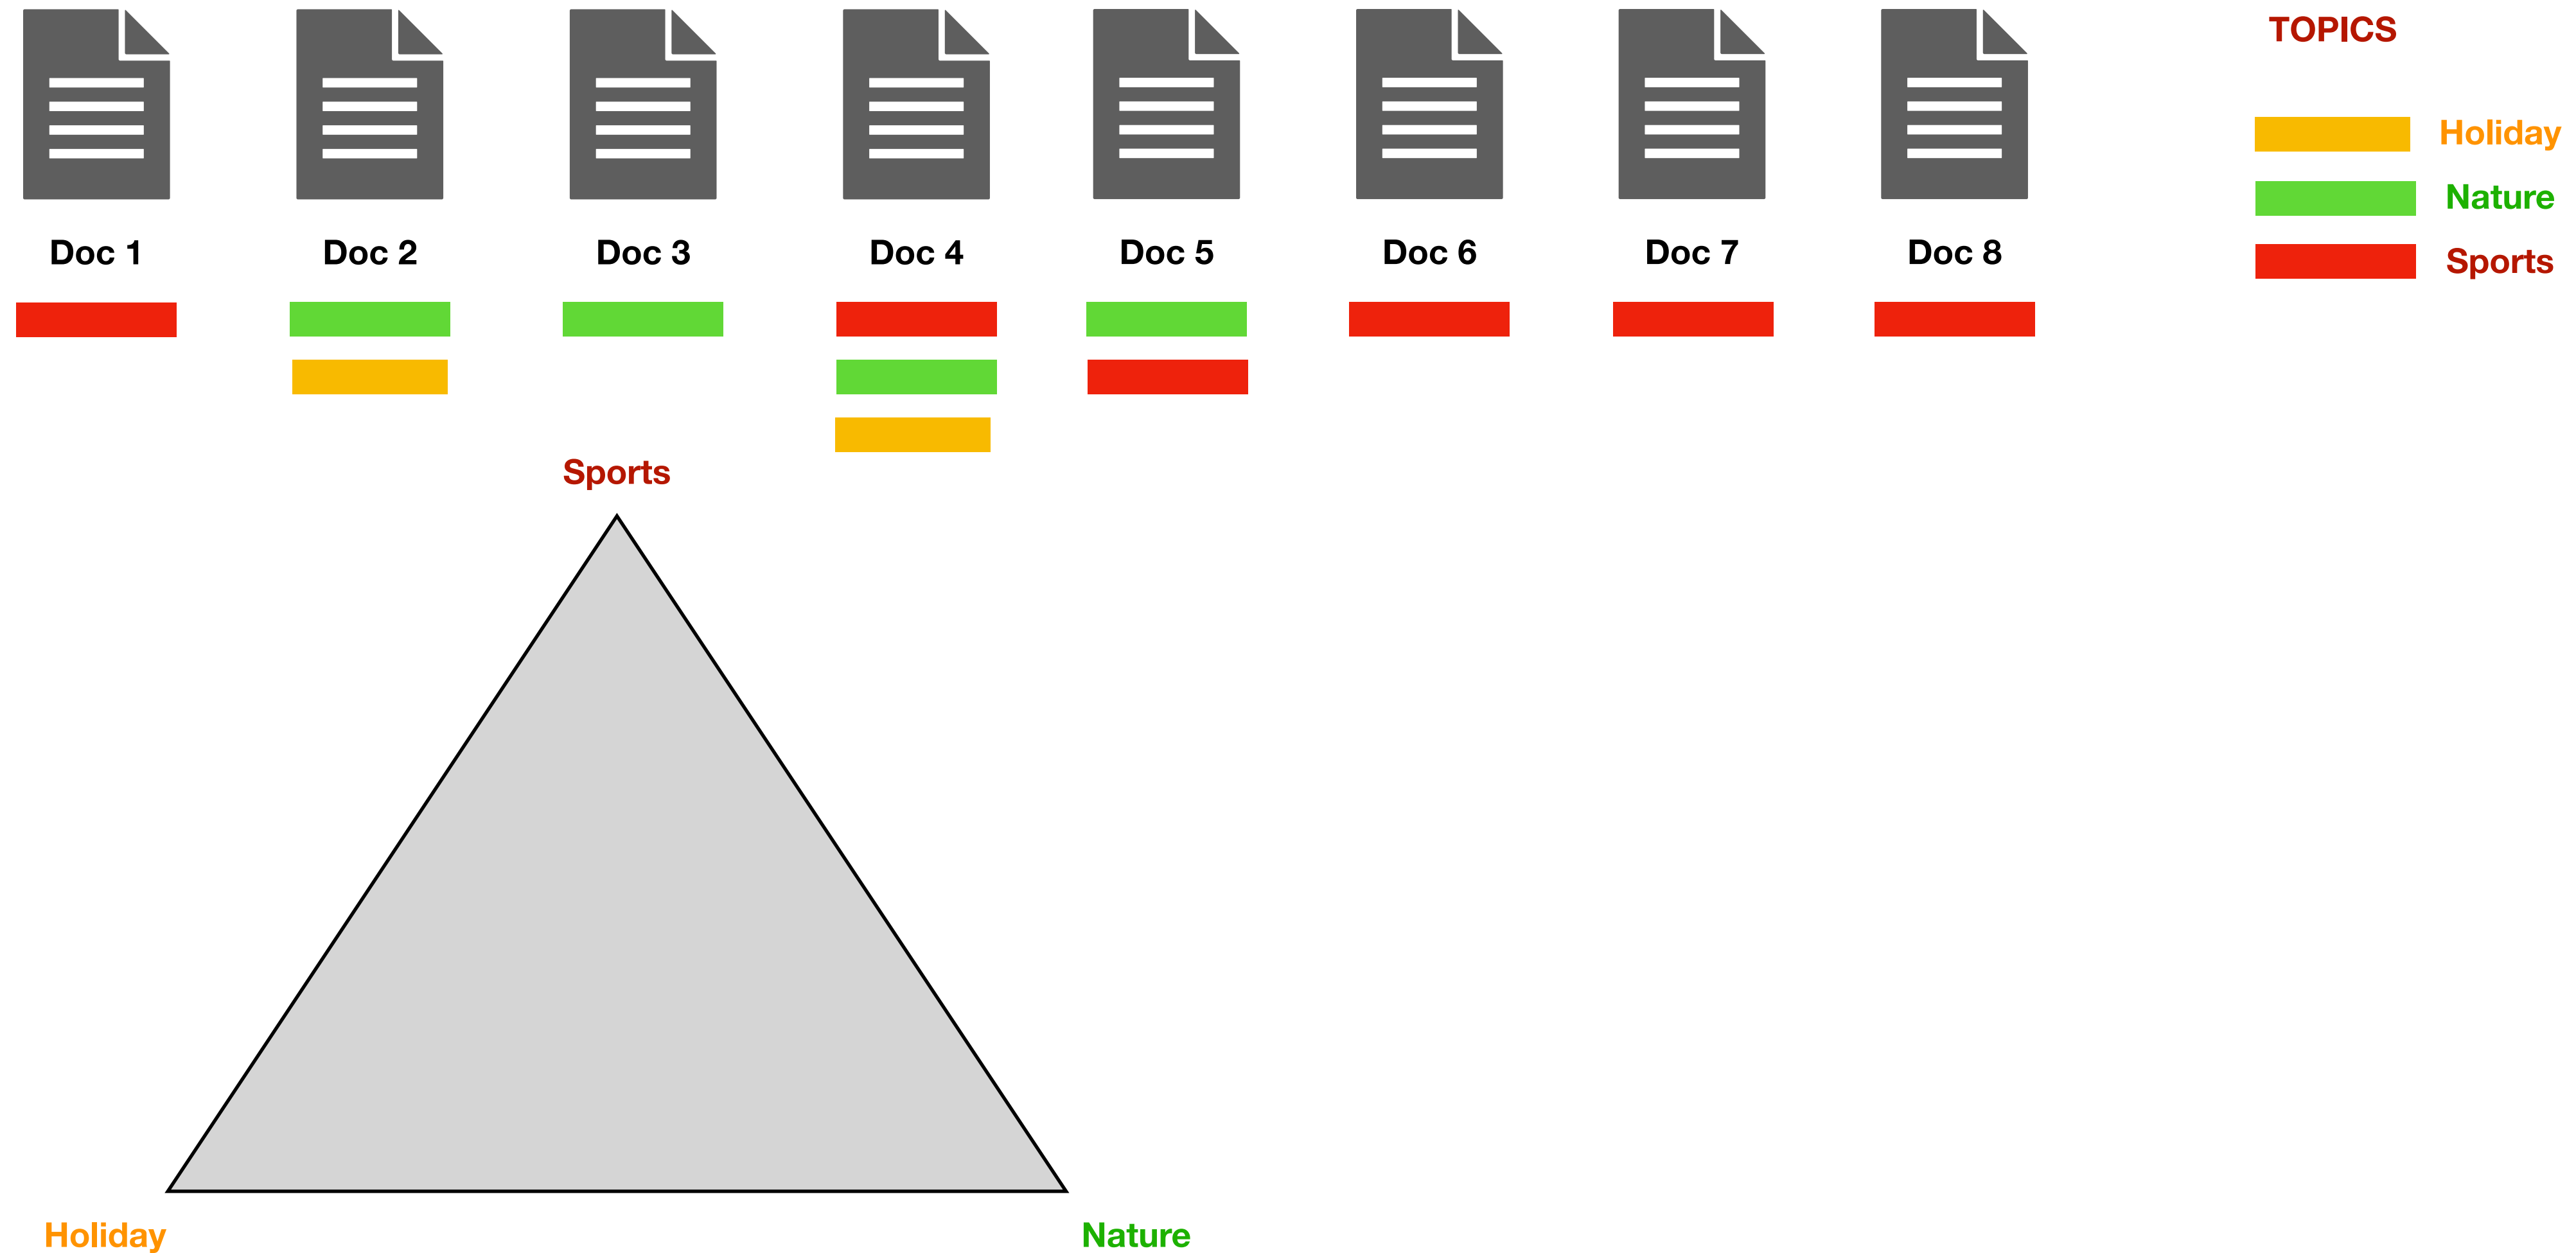 TOPICS
Holiday
Nature
Sports
Doc 1
Doc 2
Doc 3
Doc 4
Doc 5
Doc 6
Doc 7
Doc 8
Sports
Holiday
Nature